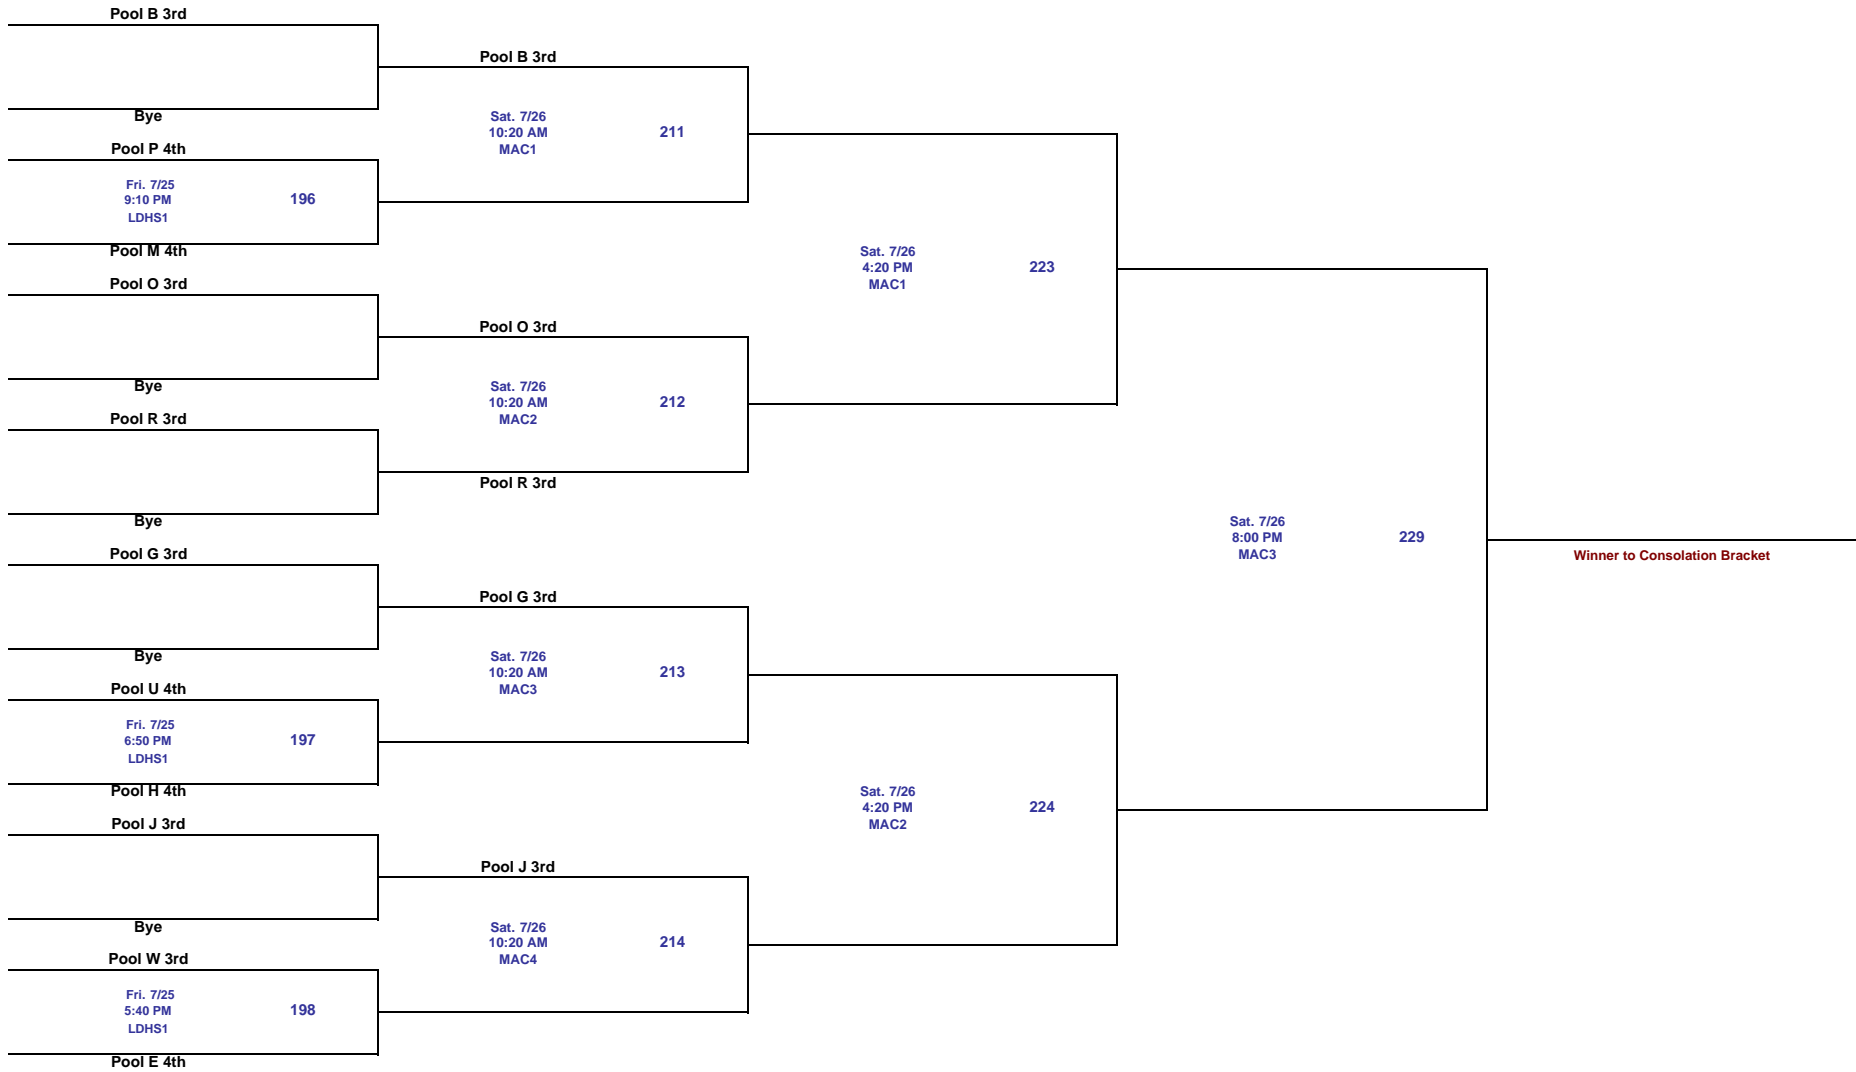 Pool B 3rd
Bye
Pool P 4th
Fri. 7/25
9:10 PM
LDHS1
196
Pool M 4th
Pool O 3rd
Bye
Pool R 3rd
Bye
Pool G 3rd
Bye
Pool U 4th
Fri. 7/25
6:50 PM
LDHS1
197
Pool H 4th
Pool J 3rd
Bye
Pool W 3rd
Fri. 7/25
5:40 PM
LDHS1
198
Pool E 4th
Pool B 3rd
Sat. 7/26
10:20 AM
MAC1
211
Pool O 3rd
Sat. 7/26
10:20 AM
MAC2
212
Pool R 3rd
Pool G 3rd
Sat. 7/26
10:20 AM
MAC3
213
Pool J 3rd
Sat. 7/26
10:20 AM
MAC4
214
Sat. 7/26
4:20 PM
MAC1
223
Sat. 7/26
4:20 PM
MAC2
224
Sat. 7/26
8:00 PM
MAC3
229
Winner to Consolation Bracket